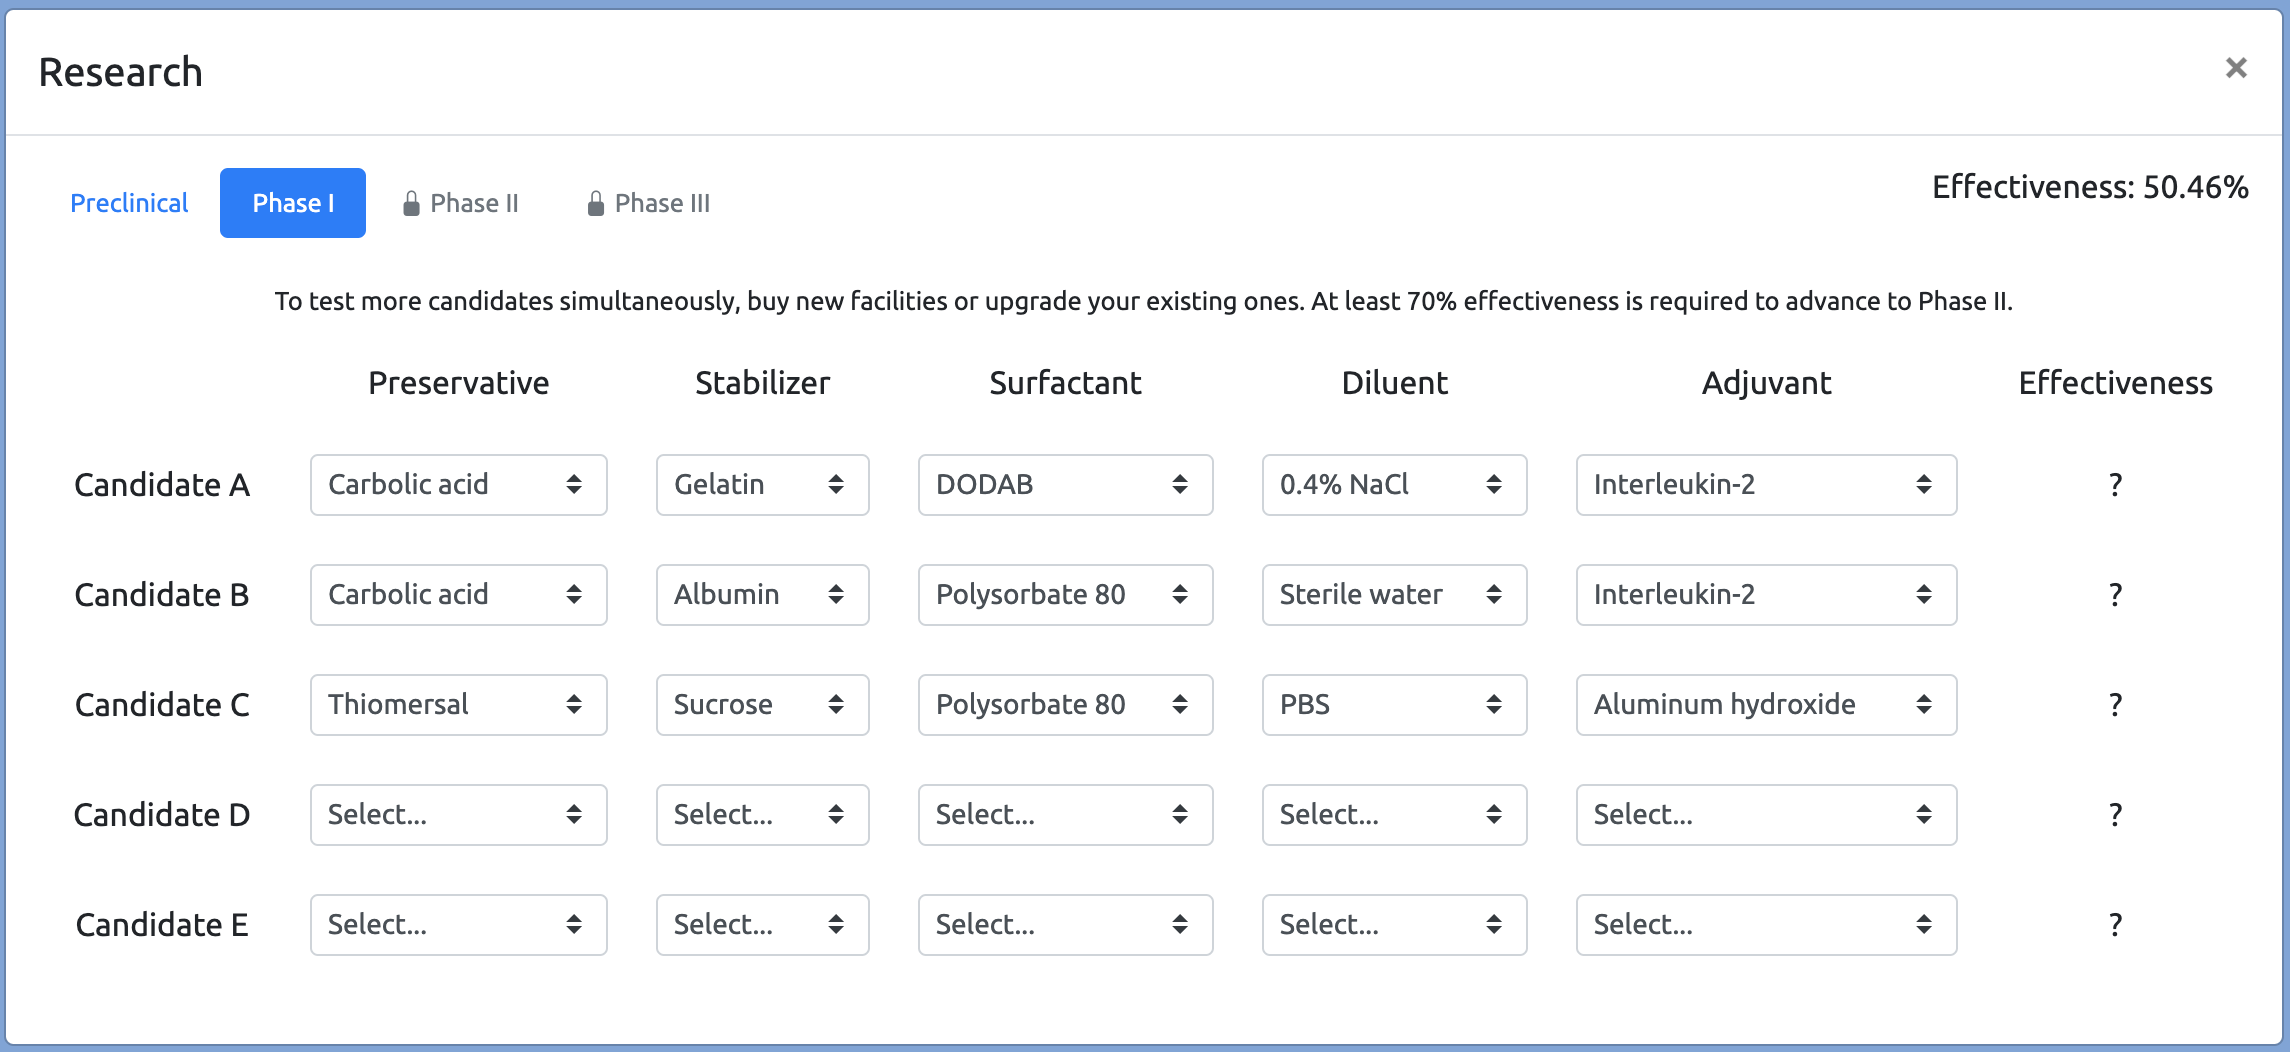 Research ×
Preclinical Phase I Phase II Phase III Effectiveness: 50.46%
To test more candidates simultaneously, buy new facilities or upgrade your existing ones. At least 70% effectiveness is required to advance to Phase II.
Preservative Stabilizer Surfactant Diluent Adjuvant Effectiveness
Candidate A Carbolic acid Gelatin DODAB 0.4% NaCl Interleukin-2 ?
Candidate B Carbolic acid Albumin Polysorbate 80 Sterile water Interleukin-2 ?
Candidate C Thiomersal Sucrose Polysorbate 80 PBS Aluminum hydroxide ?
Candidate D Select... Select... Select... Select... Select... ?
Candidate E Select... Select... Select... Select... Select... ?